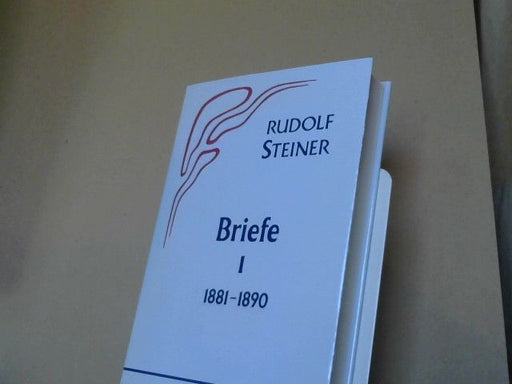 RUDOLF
STEINER
Briefe
I
1881-1890